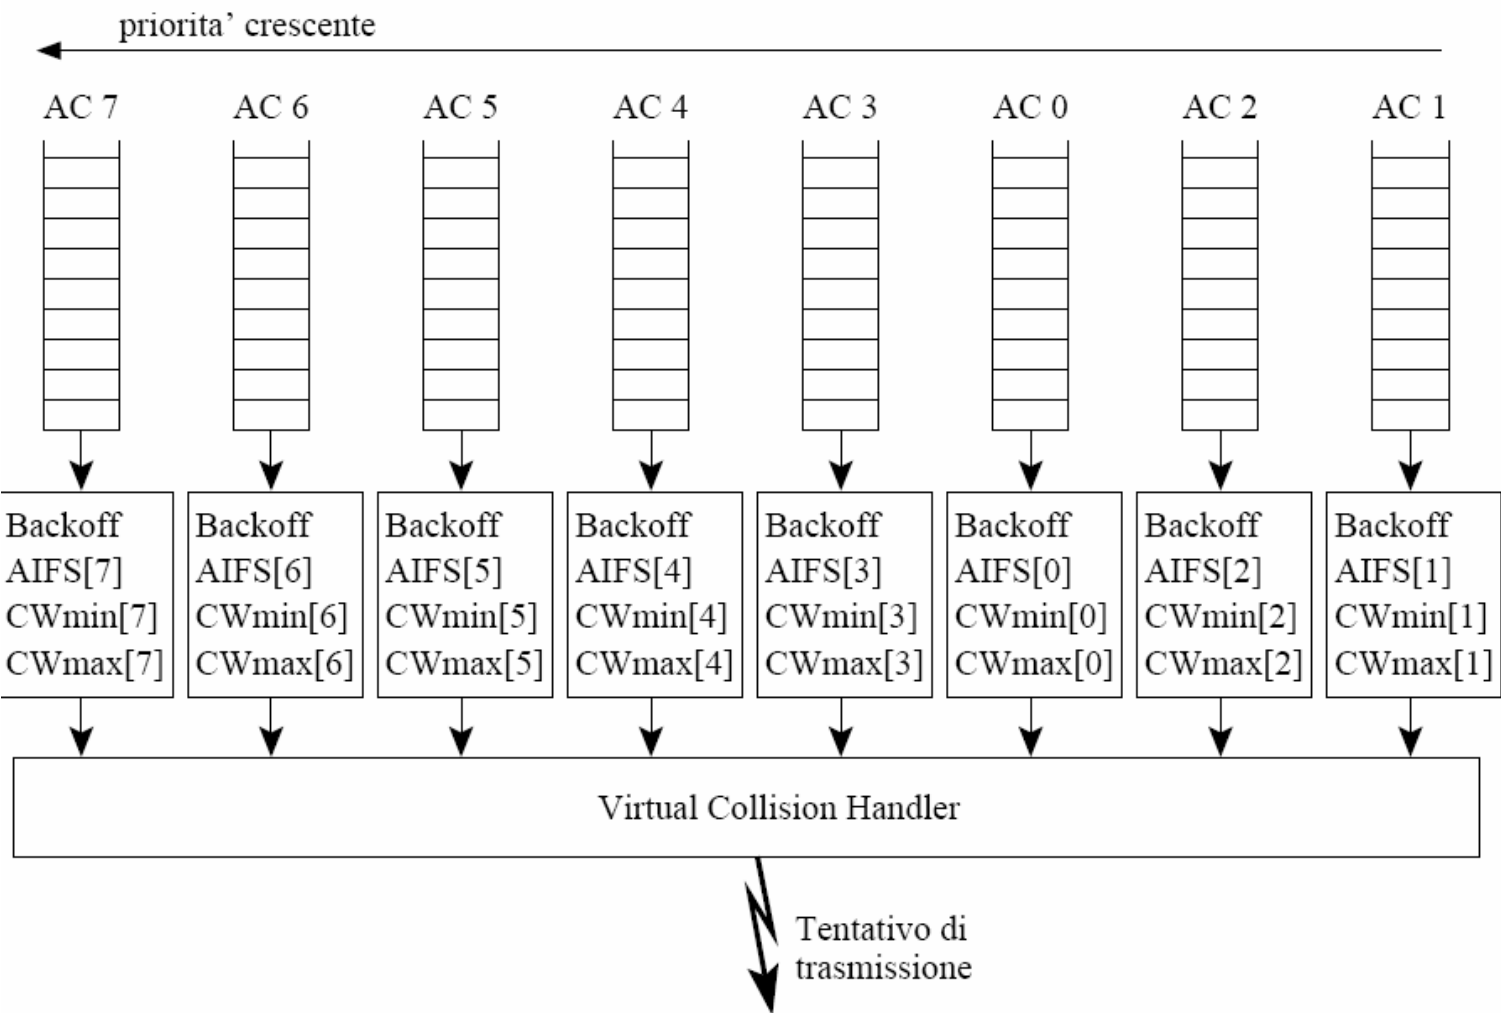 priorita’ crescente
AC 7 AC 6 AC 5 AC 4 AC 3 AC 0 AC 2 AC 1
Backoff Backoff Backoff Backoff Backoff Backoff Backoff Backoff
AIFS[7] AIFS[6] AIFS[5] AIFS[4] AIFS[3] AIFS[0] AIFS[2] AIFS[1]
CWmin[7] CWmin[6] CWmin[5] CWmin[4] CWmin[3] CWmin[0] CWmin[2] CWmin[1]
CWmax[7] CWmax[6] CWmax[5] CWmax[4] CWmax[3] CWmax[0] CWmax[2] CWmax[1]
Virtual Collision Handler
Tentativo di
trasmissione